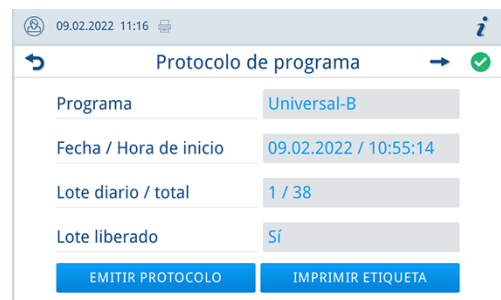 09.02.2022 11:16
Protocolo de programa
Programa Universal-B
Fecha / Hora de inicio 09.02.2022 / 10:55:14
Lote diario / total 1 / 38
Lote liberado Sí
EMITIR PROTOCOLO IMPRIMIR ETIQUETA